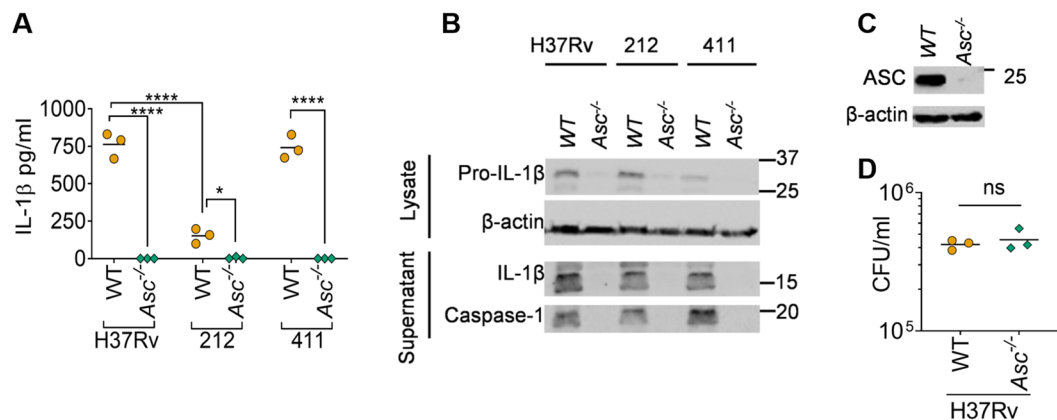 A
IL-1β pg/ml
1000
750
500
250
0
****
****
*
****
WT
Asc-/-
WT
Asc-/-
WT
Asc-/-
H37Rv
212
411
B
H37Rv 212 411
WT Asc-/- WT Asc-/- WT Asc-/-
Lysate
Pro-IL-1β
37
25
β-actin
Supernatant
IL-1β
15
Caspase-1
20
C
WT Asc-/-
ASC
25
β-actin
D
CFU/ml
10⁶
10⁵
ns
WT
Asc-/-
H37Rv